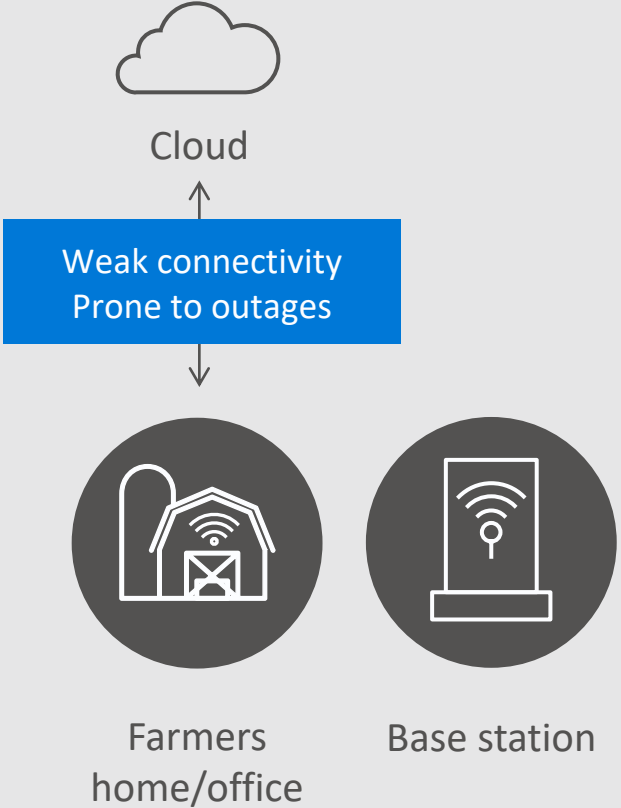 Cloud
Weak connectivity
Prone to outages
Farmers
home/office
Base station